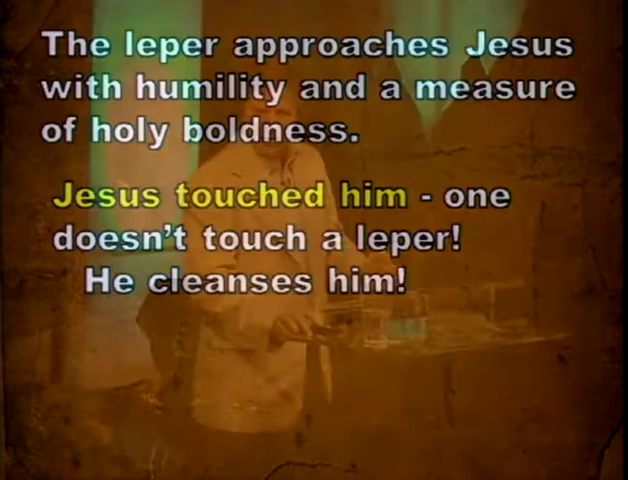 The leper approaches Jesus
with humility and a measure
of holy boldness.
Jesus touched him - one
doesn't touch a leper!
He cleanses him!